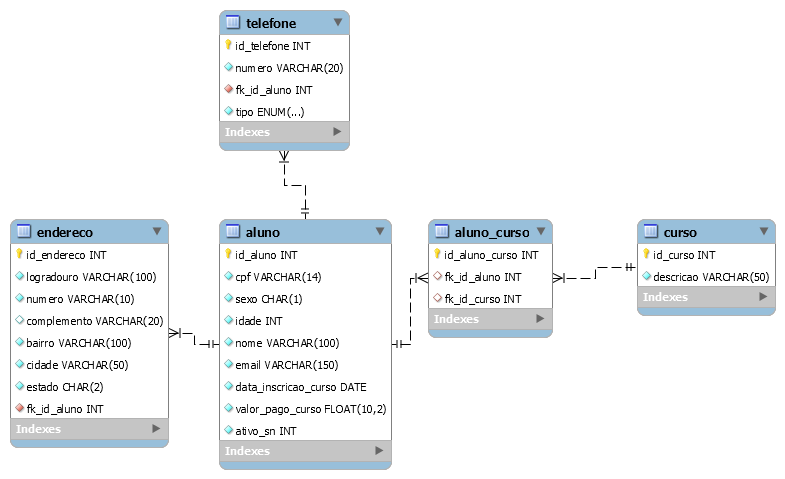 telefone
id_telefone INT
numero VARCHAR(20)
fk_id_aluno INT
tipo ENUM(...)
Indexes
endereco
id_endereco INT
logradouro VARCHAR(100)
numero VARCHAR(10)
complemento VARCHAR(20)
bairro VARCHAR(100)
cidade VARCHAR(50)
estado CHAR(2)
fk_id_aluno INT
Indexes
aluno
id_aluno INT
cpf VARCHAR(14)
sexo CHAR(1)
idade INT
nome VARCHAR(100)
email VARCHAR(150)
data_inscricao_curso DATE
valor_pago_curso FLOAT(10,2)
ativo_sn INT
Indexes
aluno_curso
id_aluno_curso INT
fk_id_aluno INT
fk_id_curso INT
Indexes
curso
id_curso INT
descricao VARCHAR(50)
Indexes